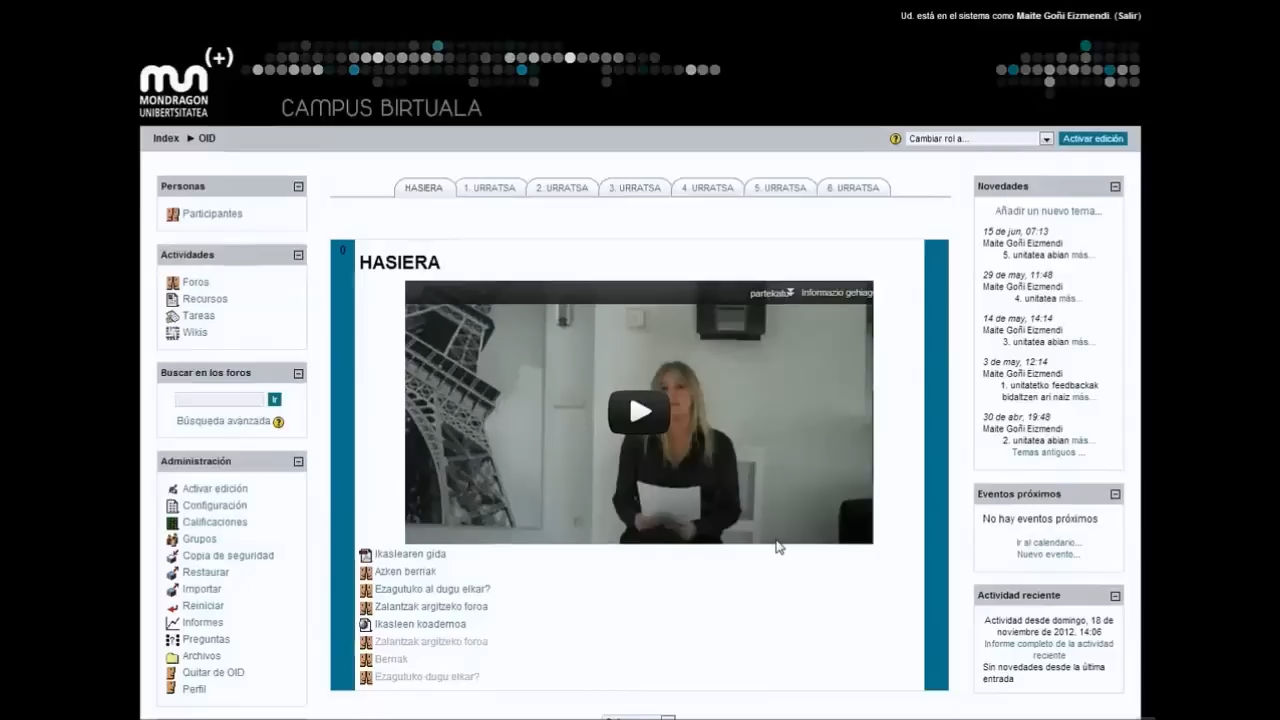 Ud. está en el sistema como Maite Goñi Eizmendi. (Salir)
(+)
MONDRAGON
UNIBERTSITATEA
CAMPUS BIRTUALA
Index ► OID
Cambiar rol a...
Activar edición
Personas
Participantes
Actividades
Foros
Recursos
Tareas
Wikis
Buscar en los foros
Ir
Búsqueda avanzada
Administración
Activar edición
Configuración
Calificaciones
Grupos
Copia de seguridad
Restaurar
Importar
Reiniciar
Informes
Preguntas
Archivos
Quitar de OID
Perfil
HASIERA
1. URRATSA
2. URRATSA
3. URRATSA
4. URRATSA
5. URRATSA
6. URRATSA
0
HASIERA
partekatu
Informazio gehiag
Ikaslearen gida
Azken berriak
Ezagutuko al dugu elkar?
Zalantzak argitzeko foroa
Ikasleen koadernoa
Zalantzak argitzeko foroa
Berriak
Ezagutuko dugu elkar?
Novedades
Añadir un nuevo tema...
15 de jun, 07:13
Maite Goñi Eizmendi
5. unitatea abian más...
29 de may, 11:48
Maite Goñi Eizmendi
4. unitatea más...
14 de may, 14:14
Maite Goñi Eizmendi
3. unitatea abian más...
3 de may, 12:14
Maite Goñi Eizmendi
1. unitatetko feedbackak
bidaltzen ari naiz más...
30 de abr, 19:48
Maite Goñi Eizmendi
2. unitatea abian más...
Temas antiguos ...
Eventos próximos
No hay eventos próximos
Ir al calendario...
Nuevo evento...
Actividad reciente
Actividad desde domingo, 18 de
noviembre de 2012, 14:06
Informe completo de la actividad
reciente
Sin novedades desde la última
entrada